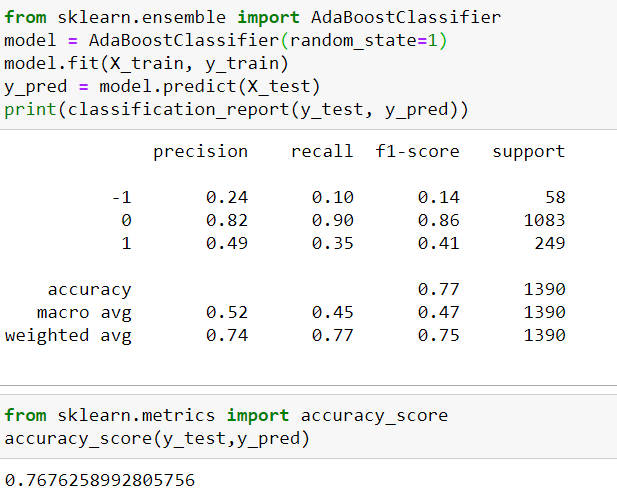 from sklearn.ensemble import AdaBoostClassifier
model = AdaBoostClassifier(random_state=1)
model.fit(X_train, y_train)
y_pred = model.predict(X_test)
print(classification_report(y_test, y_pred))
precision recall f1-score support
-1 0.24 0.10 0.14 58
0 0.82 0.90 0.86 1083
1 0.49 0.35 0.41 249
accuracy 0.77 1390
macro avg 0.52 0.45 0.47 1390
weighted avg 0.74 0.77 0.75 1390
from sklearn.metrics import accuracy_score
accuracy_score(y_test,y_pred)
0.7676258992805756